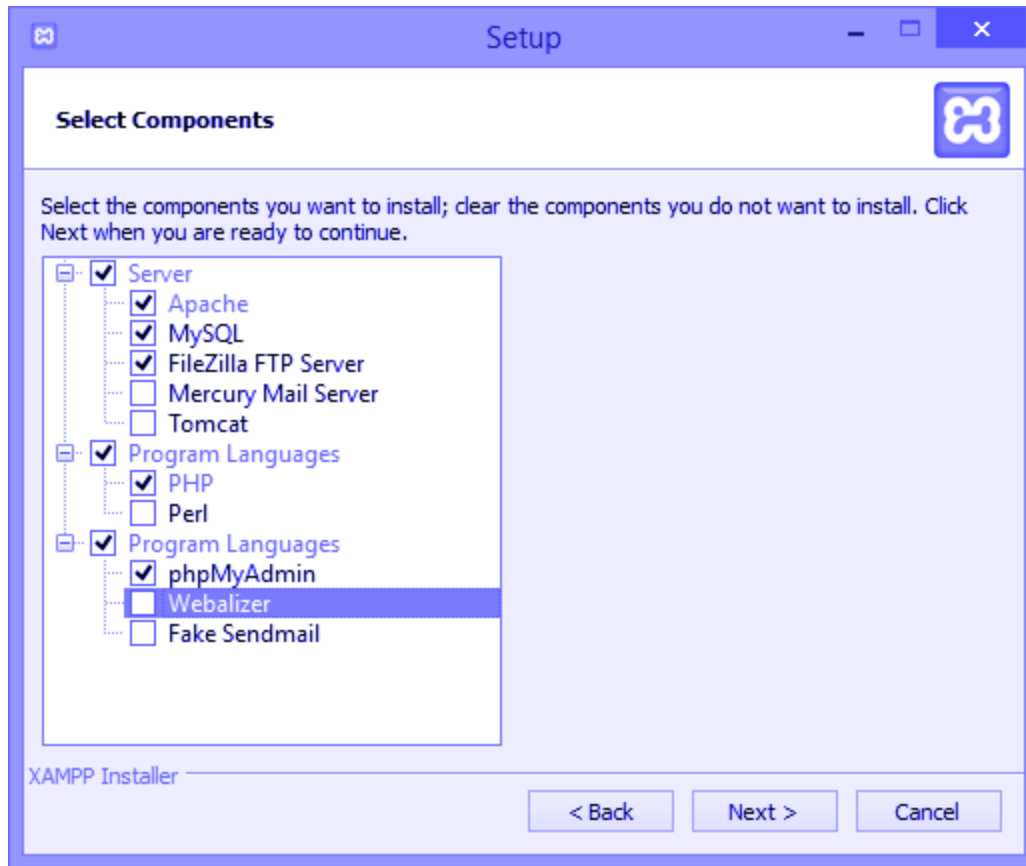 Setup
Select Components
Select the components you want to install; clear the components you do not want to install. Click
Next when you are ready to continue.
Server
Apache
MySQL
FileZilla FTP Server
Mercury Mail Server
Tomcat
Program Languages
PHP
Perl
Program Languages
phpMyAdmin
Webalizer
Fake Sendmail
XAMPP Installer
< Back Next > Cancel